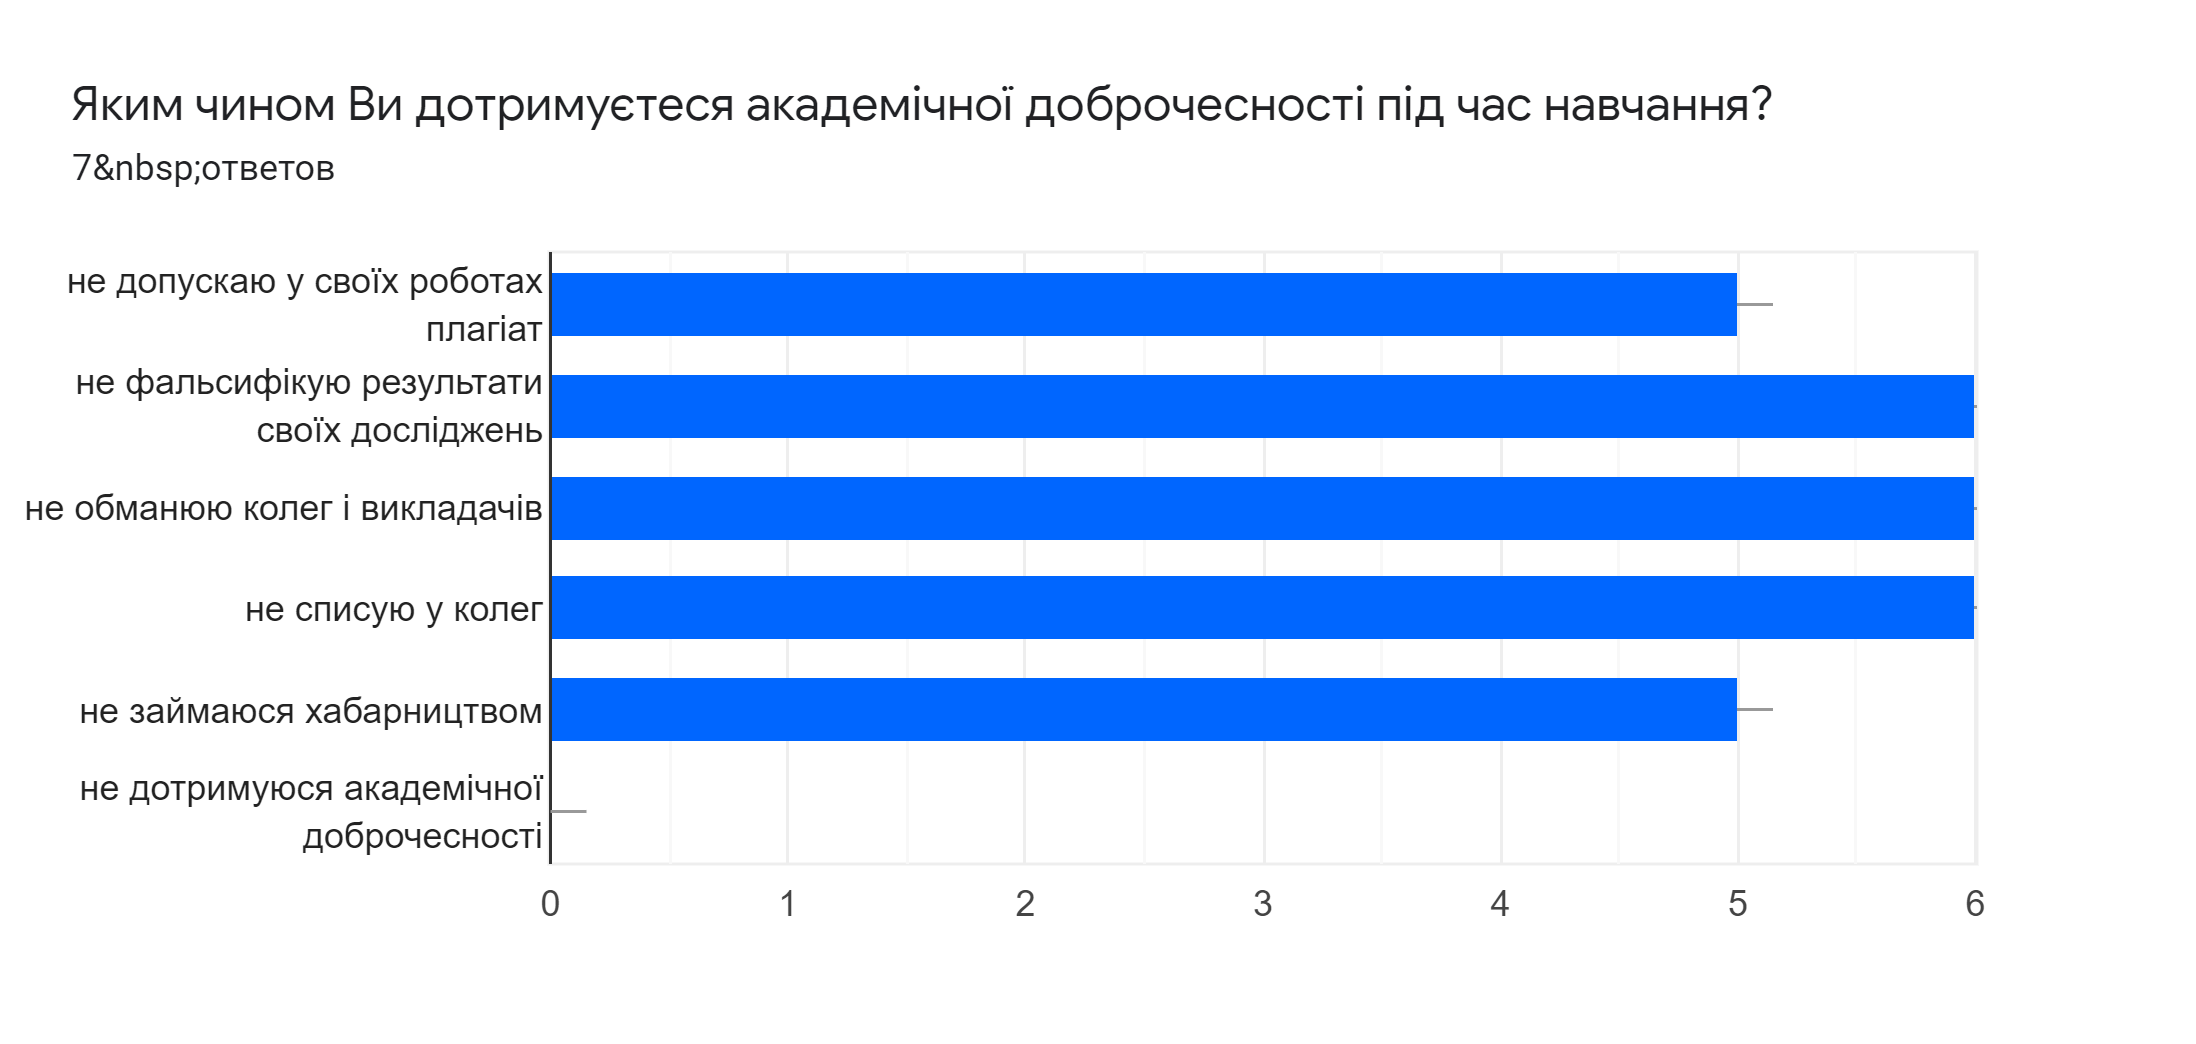 Яким чином Ви дотримуєтеся академічної доброчесності під час навчання?
7&nbsp;ответов
не допускаю у своїх роботах
плагіат
не фальсифікую результати
своїх досліджень
не обманюю колег і викладачів
не списую у колег
не займаюся хабарництвом
не дотримуюся академічної
доброчесності
0 1 2 3 4 5 6